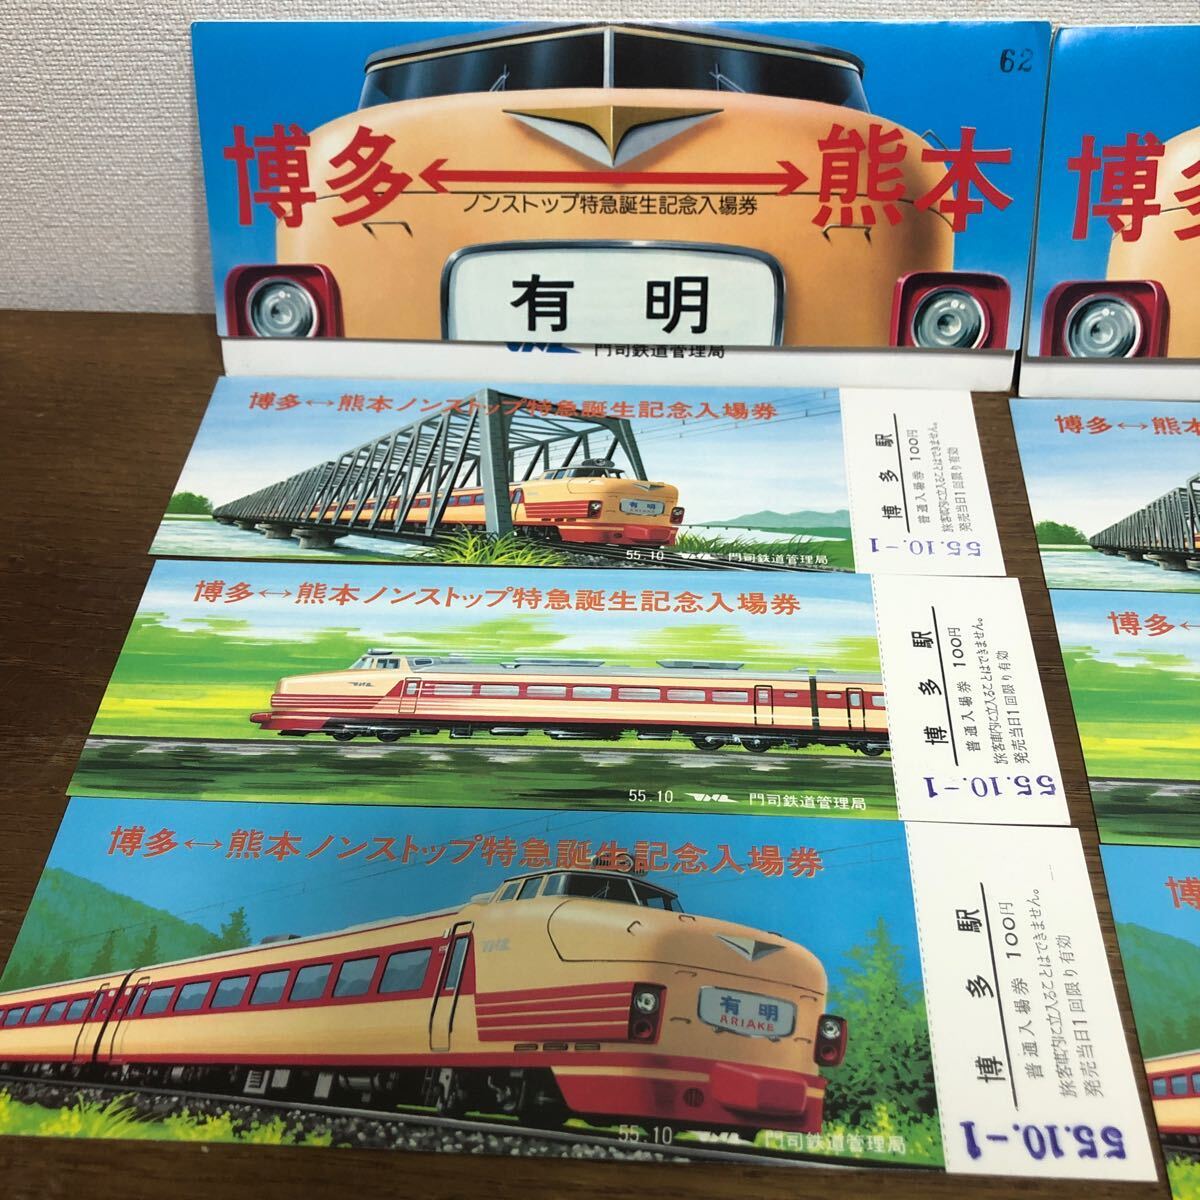 62
博多←→熊本
ノンストップ特急誕生記念入場券
有 明
JNR 門司鉄道管理局
博多
博多↔熊本ノンストップ特急誕生記念入場券
有明
ARIAKE
55.10 JNR 門司鉄道管理局
博多駅
普通入場券 100円
旅客車内に立入ることはできません。
発売当日1回限り有効
55.10.-1
博多↔熊本ノンストップ特急誕生記念入場券
JNR
55.10 JNR 門司鉄道管理局
博多駅
普通入場券 100円
旅客車内に立入ることはできません。
発売当日1回限り有効
55.10.-1
博多↔熊本ノンストップ特急誕生記念入場券
JNR
有明
ARIAKE
55.10 JNR 門司鉄道管理局
博多駅
普通入場券 100円
旅客車内に立入ることはできません。
発売当日1回限り有効
55.10.-1
博多↔熊
博多↔
博